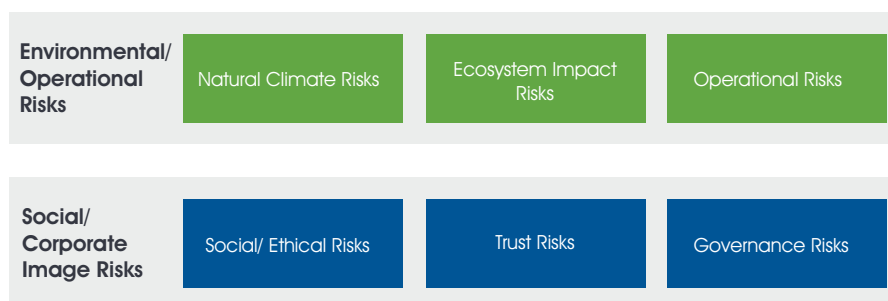 Environmental/
Operational
Risks
Natural Climate Risks
Ecosystem Impact
Risks
Operational Risks
Social/
Corporate
Image Risks
Social/ Ethical Risks
Trust Risks
Governance Risks